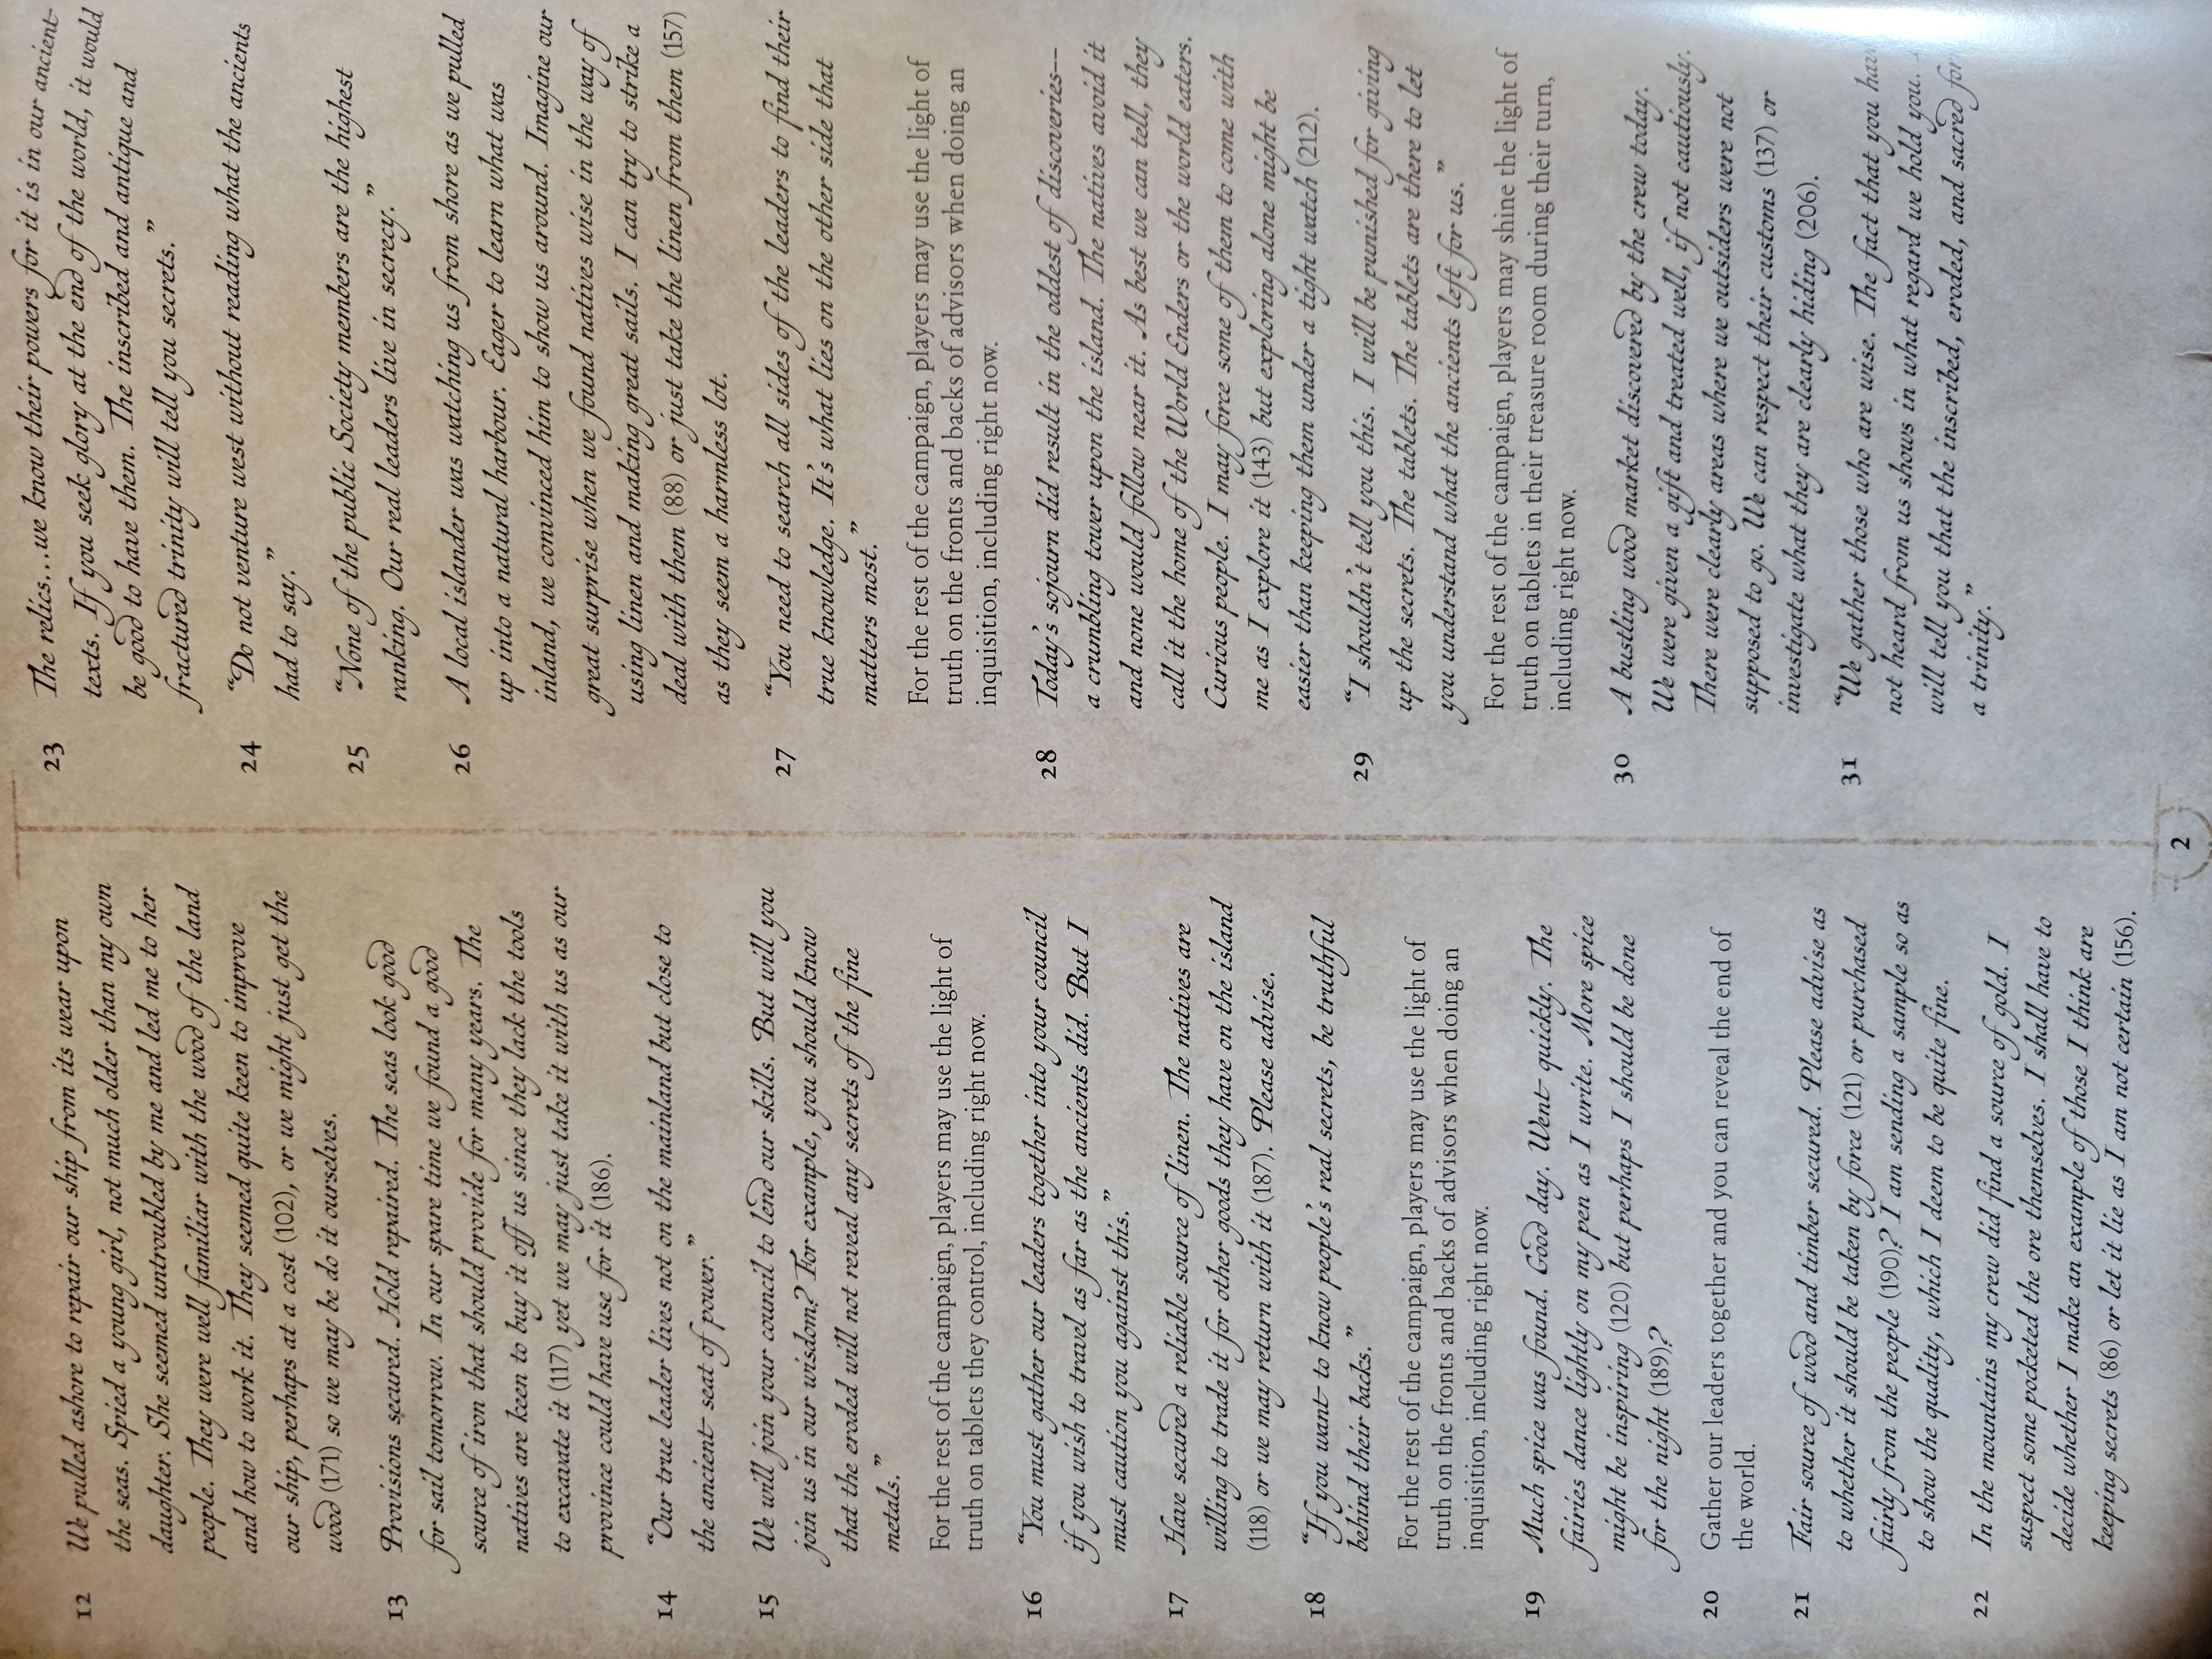 12 We pulled ashore to repair our ship from its wear upon
the seas. Spied a young girl, not much older than my own
daughter. She seemed untroubled by me and led me to her
people. They were well familiar with the wood of the land
and how to work it. They seemed quite keen to improve
our ship, perhaps at a cost (102), or we might just get the
wood (171) so we may be do it ourselves.
13 Provisions secured. Hold repaired. The seas look good
for sail tomorrow. In our spare time we found a good
source of iron that should provide for many years. The
natives are keen to buy it off us since they lack the tools
to excavate it (117) yet we may just take it with us as our
province could have use for it (186).
14 “Our true leader lives not on the mainland but close to
the ancient seat of power.”
15 We will join your council to lend our skills. But will you
join us in our wisdom? For example, you should know
that the eroded will not reveal any secrets of the fine
metals.”
For the rest of the campaign, players may use the light of
truth on tablets they control, including right now.
16 “You must gather our leaders together into your council
if you wish to travel as far as the ancients did. But I
must caution you against this.”
17 Have secured a reliable source of linen. The natives are
willing to trade it for other goods they have on the island
(118) or we may return with it (187). Please advise.
18 “If you want to know people's real secrets, be truthful
behind their backs.”
For the rest of the campaign, players may use the light of
truth on the fronts and backs of advisors when doing an
inquisition, including right now.
19 Much spice was found. Good day. Went quickly. The
fairies dance lightly on my pen as I write. More spice
might be inspiring (120) but perhaps I should be done
for the night (189)?
20 Gather our leaders together and you can reveal the end of
the world.
21 Fair source of wood and timber secured. Please advise as
to whether it should be taken by force (121) or purchased
fairly from the people (190)? I am sending a sample so as
to show the quality, which I deem to be quite fine.
22 In the mountains my crew did find a source of gold. I
suspect some pocketed the ore themselves. I shall have to
decide whether I make an example of those I think are
keeping secrets (86) or let it lie as I am not certain (156).
23 The relics...we know their powers for it is in our ancient
texts. If you seek glory at the end of the world, it would
be good to have them. The inscribed and antique and
fractured trinity will tell you secrets.”
24 “Do not venture west without reading what the ancients
had to say.”
25 “None of the public Society members are the highest
ranking. Our real leaders live in secrecy.”
26 A local islander was watching us from shore as we pulled
up into a natural harbour. Eager to learn what was
inland, we convinced him to show us around. Imagine our
great surprise when we found natives wise in the way of
using linen and making great sails. I can try to strike a
deal with them (88) or just take the linen from them (157)
as they seem a harmless lot.
27 “You need to search all sides of the leaders to find their
true knowledge. It's what lies on the other side that
matters most.”
For the rest of the campaign, players may use the light of
truth on the fronts and backs of advisors when doing an
inquisition, including right now.
28 Today's sojourn did result in the oddest of discoveries--
a crumbling tower upon the island. The natives avoid it
and none would follow near it. As best we can tell, they
call it the home of the World Enders or the world eaters.
Curious people. I may force some of them to come with
me as I explore it (143) but exploring alone might be
easier than keeping them under a tight watch (212).
29 “I shouldn't tell you this. I will be punished for giving
up the secrets. The tablets. The tablets are there to let
you understand what the ancients left for us.”
For the rest of the campaign, players may shine the light of
truth on tablets in their treasure room during their turn,
including right now.
30 A bustling wood market discovered by the crew today.
We were given a gift and treated well, if not cautiously.
There were clearly areas where we outsiders were not
supposed to go. We can respect their customs (137) or
investigate what they are clearly hiding (206).
31 “We gather those who are wise. The fact that you
not heard from us shows in what regard we hold you.
will tell you that the inscribed, eroded, and sacred
a trinity.”
2